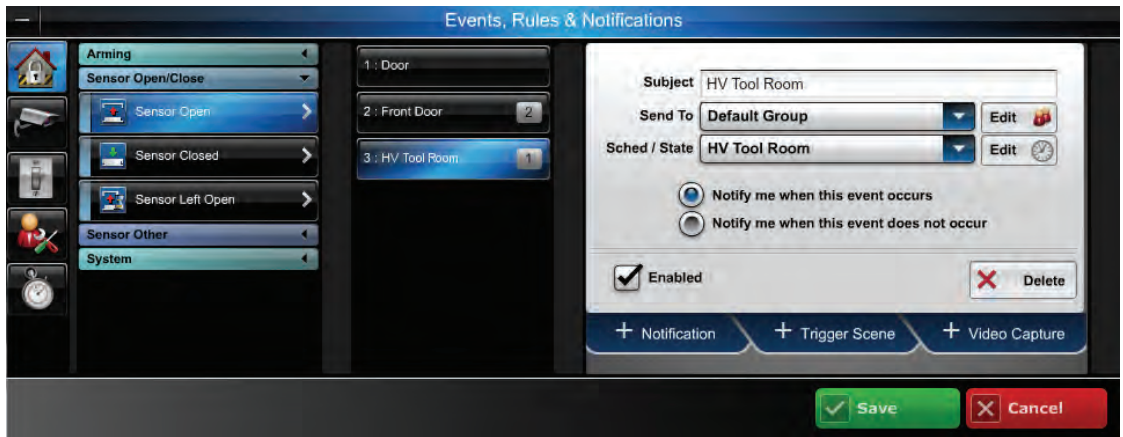 Events, Rules & Notifications
Arming
Sensor Open/Close
Sensor Open
Sensor Closed
Sensor Left Open
Sensor Other
System
1 : Door
2 : Front Door 2
3 : HV Tool Room 1
Subject HV Tool Room
Send To Default Group Edit
Sched / State HV Tool Room Edit
Notify me when this event occurs
Notify me when this event does not occur
Enabled
Delete
+ Notification + Trigger Scene + Video Capture
Save Cancel